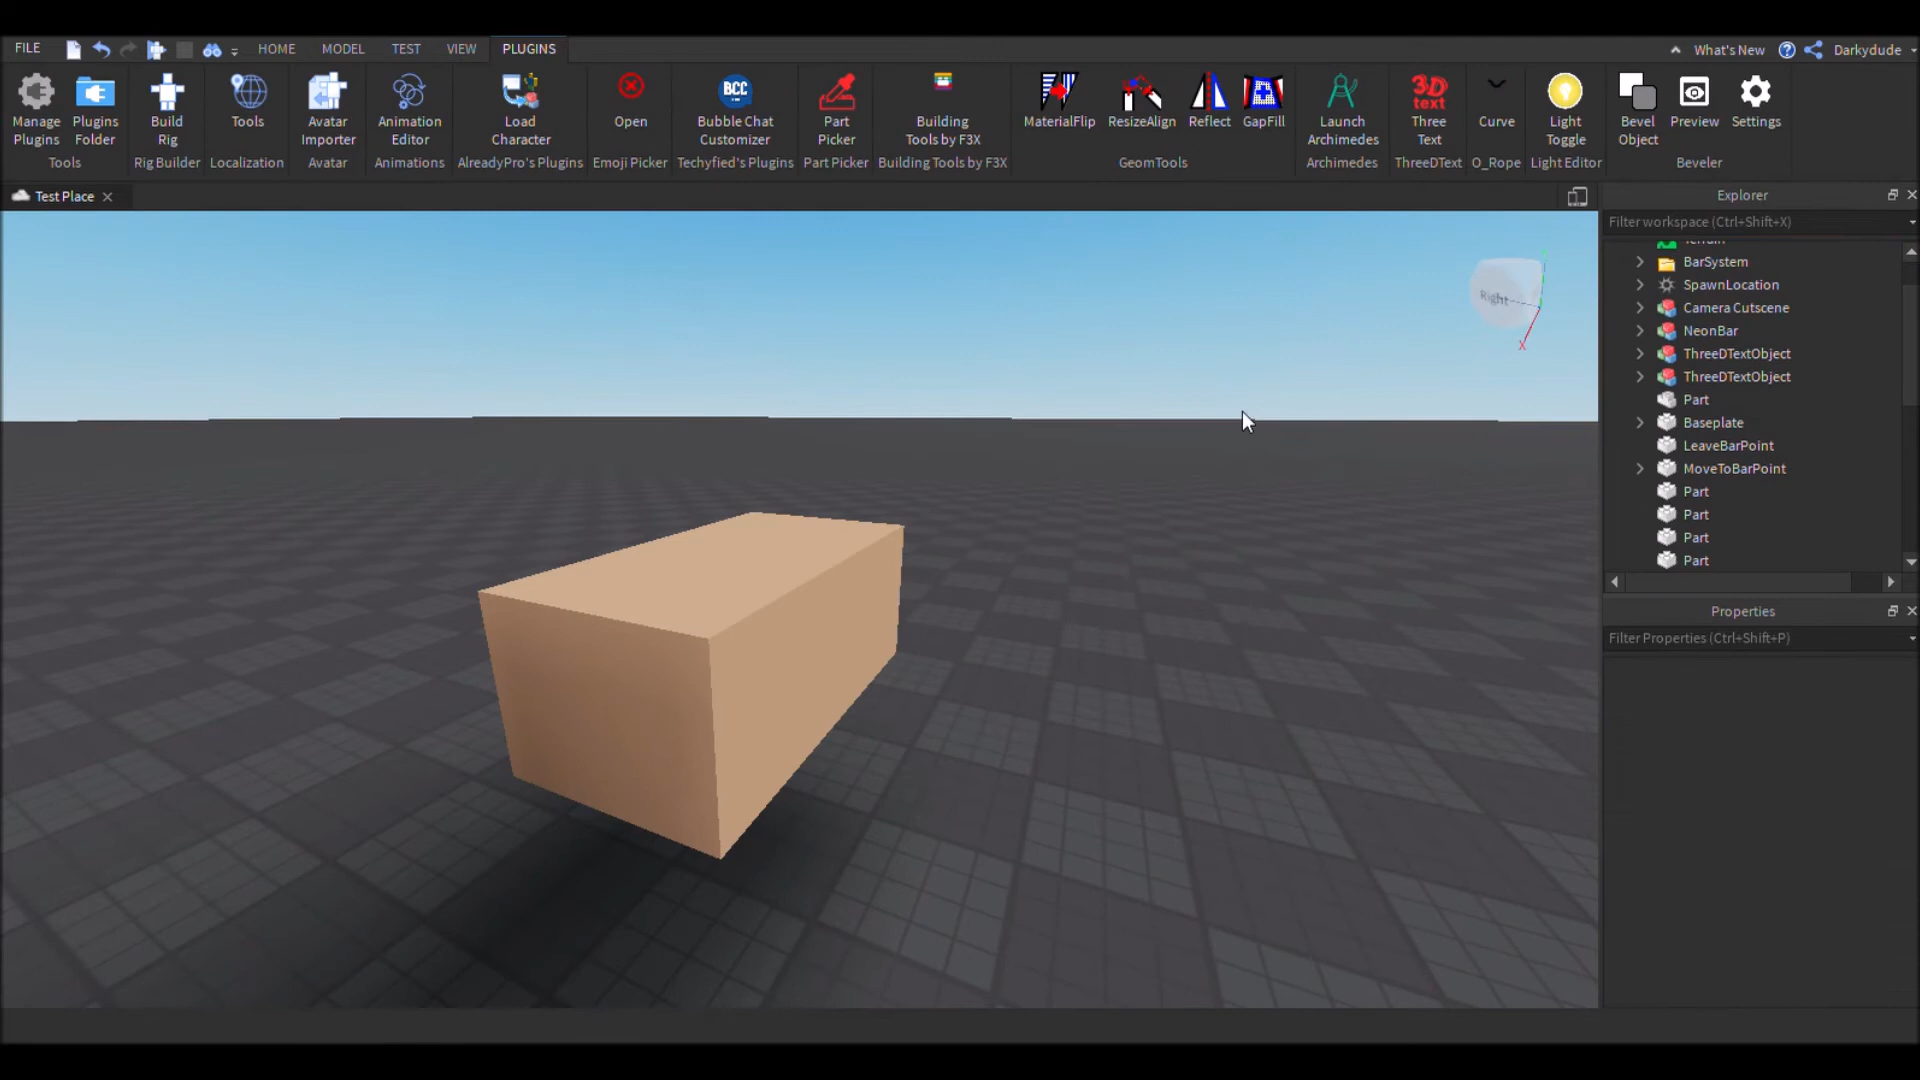 FILE HOME MODEL TEST VIEW PLUGINS What's New Darkydude
Manage Plugins
Plugins Folder
Tools
Build Rig
Rig Builder
Tools
Localization
Avatar Importer
Avatar
Animation Editor
Animations
Load Character
AlreadyPro's Plugins
Open
Emoji Picker
BCC
Bubble Chat Customizer
Techyfied's Plugins
Part Picker
Part Picker
Building Tools by F3X
Building Tools by F3X
MaterialFlip
ResizeAlign
Reflect
GapFill
GeomTools
Launch Archimedes
Archimedes
3D text
Three Text
ThreeDText
Curve
O_Rope
Light Toggle
Light Editor
Bevel Object
Preview
Settings
Beveler
Test Place
Right
X
Explorer
Filter workspace (Ctrl+Shift+X)
Terrain
BarSystem
SpawnLocation
Camera Cutscene
NeonBar
ThreeDTextObject
ThreeDTextObject
Part
Baseplate
LeaveBarPoint
MoveToBarPoint
Part
Part
Part
Part
Properties
Filter Properties (Ctrl+Shift+P)